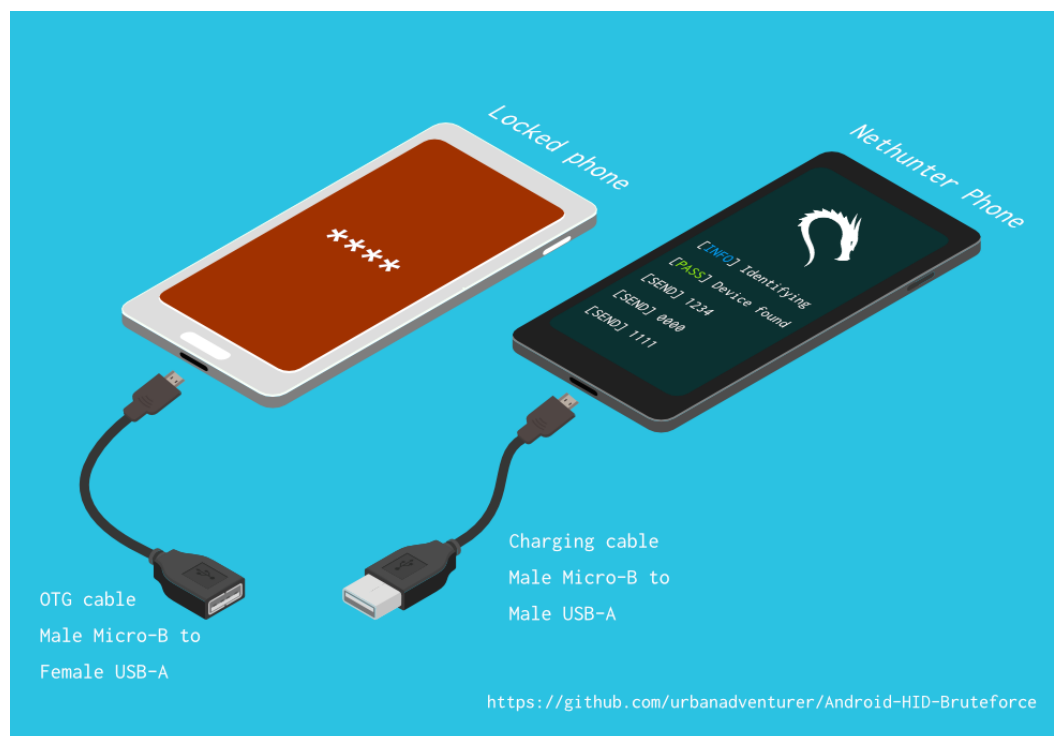 Locked phone
****
Nethunter Phone
[INFO] Identifying
[PASS] Device found
[SEND] 1234
[SEND] 0000
[SEND] 1111
OTG cable
Male Micro-B to
Female USB-A
Charging cable
Male Micro-B to
Male USB-A
https://github.com/urbanadventurer/Android-HID-Bruteforce